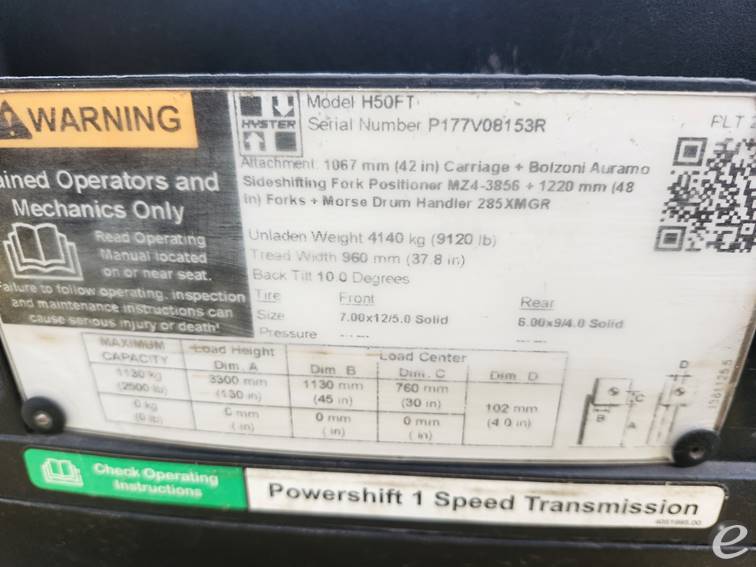 WARNING
ained Operators and
Mechanics Only
Read Operating
Manual located
on or near seat.
Failure to follow operating, inspection
and maintenance instructions can
cause serious injury or death!
HYSTER
Model H50FT
Serial Number P177V08153R
PLT
Attachment: 1067 mm (42 in) Carriage + Bolzoni Auramo
Sideshifting Fork Positioner MZ4-3856 + 1220 mm (48
in) Forks + Morse Drum Handler 285XMGR
Unladen Weight 4140 kg (9120 lb)
Tread Width 960 mm (37.8 in)
Back Tilt 10.0 Degrees
Tire Front Rear
Size 7.00x12/5.0 Solid 6.00x9/4.0 Solid
Pressure --- --- --- ---
MAXIMUM CAPACITY Load Height Dim. A Load Center Dim. B Dim. C Dim. D
1130 kg 3300 mm 1130 mm 760 mm 102 mm
(2500 lb) (130 in) (45 in) (30 in) (4.0 in)
0 kg 0 mm 0 mm 0 mm
(0 lb) ( in) ( in) ( in)
D
C
B A
Check Operating
Instructions
Powershift 1 Speed Transmission
e